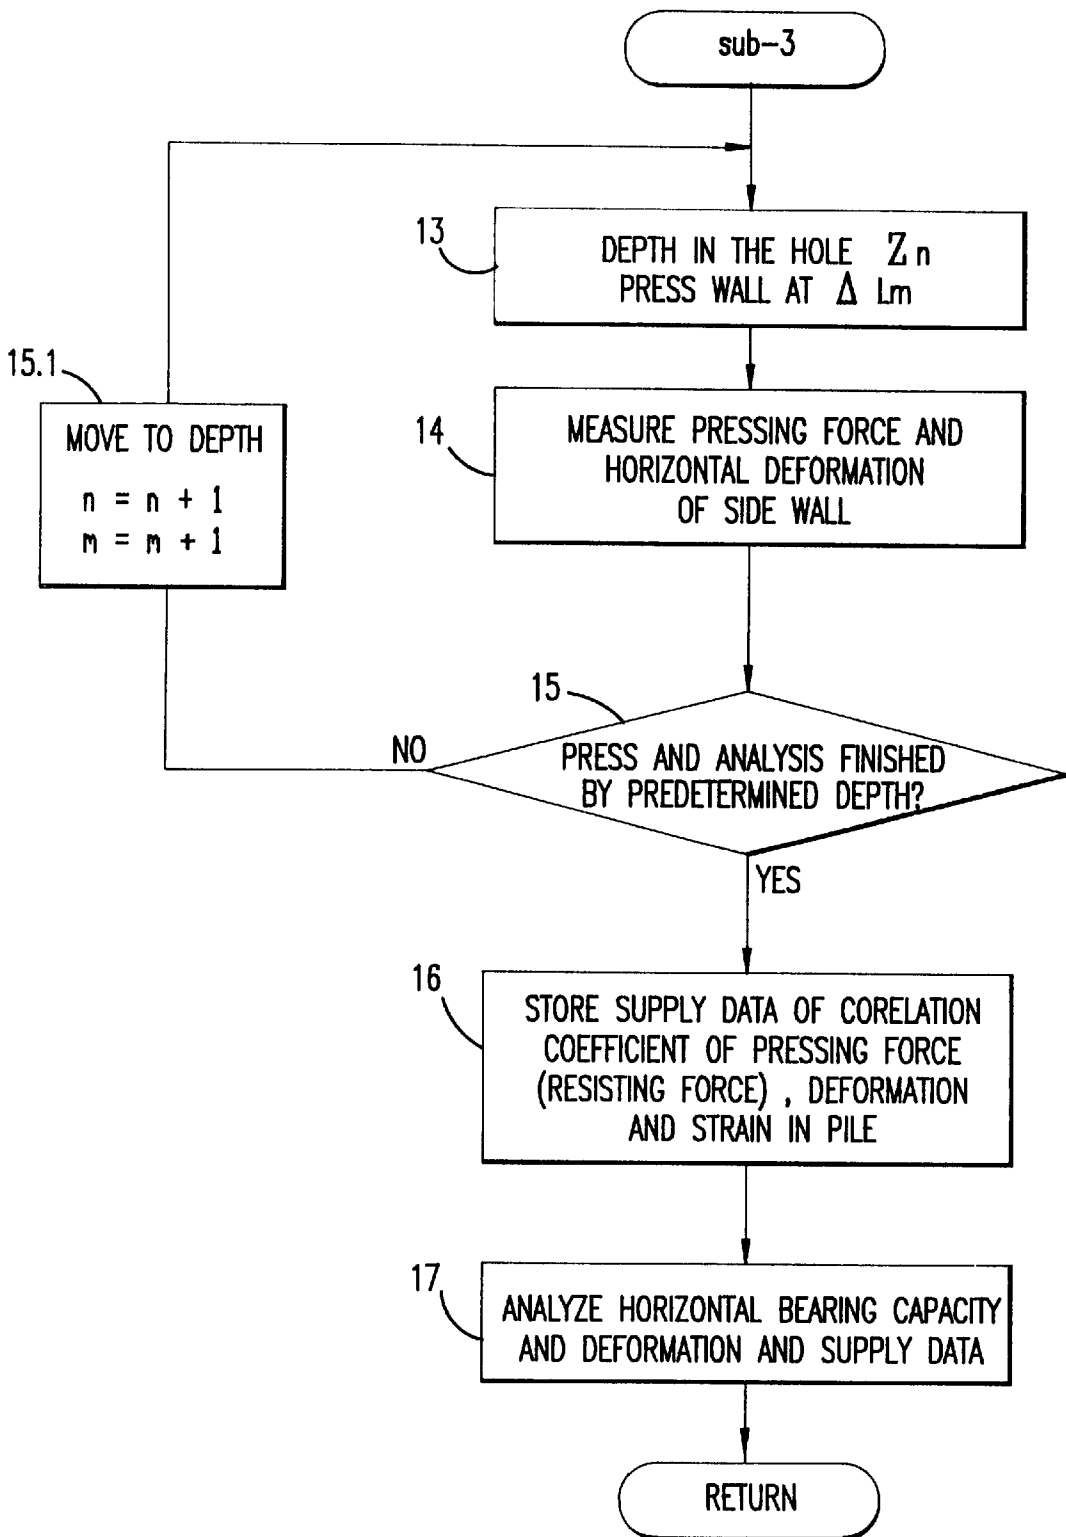 sub-3
13
DEPTH IN THE HOLE Zn
PRESS WALL AT Δ Lm
15.1
MOVE TO DEPTH
n = n + 1
m = m + 1
14
MEASURE PRESSING FORCE AND
HORIZONTAL DEFORMATION
OF SIDE WALL
15
NO
PRESS AND ANALYSIS FINISHED
BY PREDETERMINED DEPTH?
YES
16
STORE SUPPLY DATA OF CORELATION
COEFFICIENT OF PRESSING FORCE
(RESISTING FORCE) , DEFORMATION
AND STRAIN IN PILE
17
ANALYZE HORIZONTAL BEARING CAPACITY
AND DEFORMATION AND SUPPLY DATA
RETURN